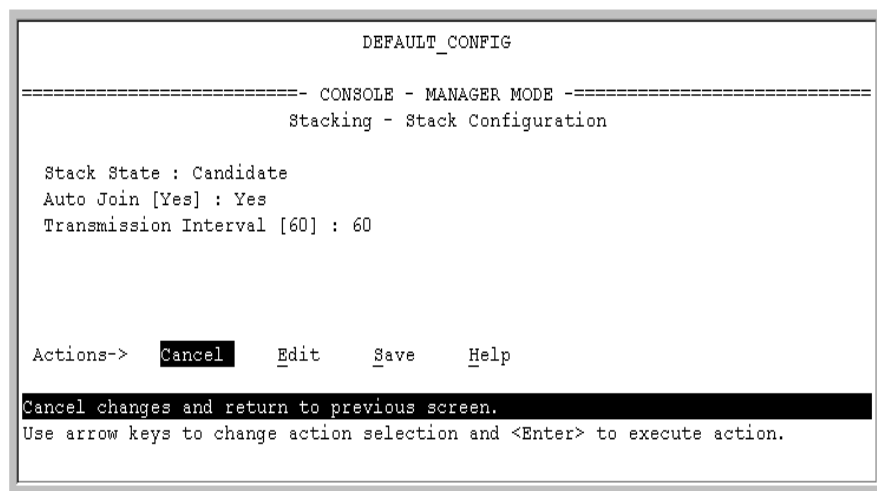 DEFAULT_CONFIG
==========================- CONSOLE - MANAGER MODE -============================
Stacking - Stack Configuration
Stack State : Candidate
Auto Join [Yes] : Yes
Transmission Interval [60] : 60
Actions-> Cancel Edit Save Help
Cancel changes and return to previous screen.
Use arrow keys to change action selection and <Enter> to execute action.